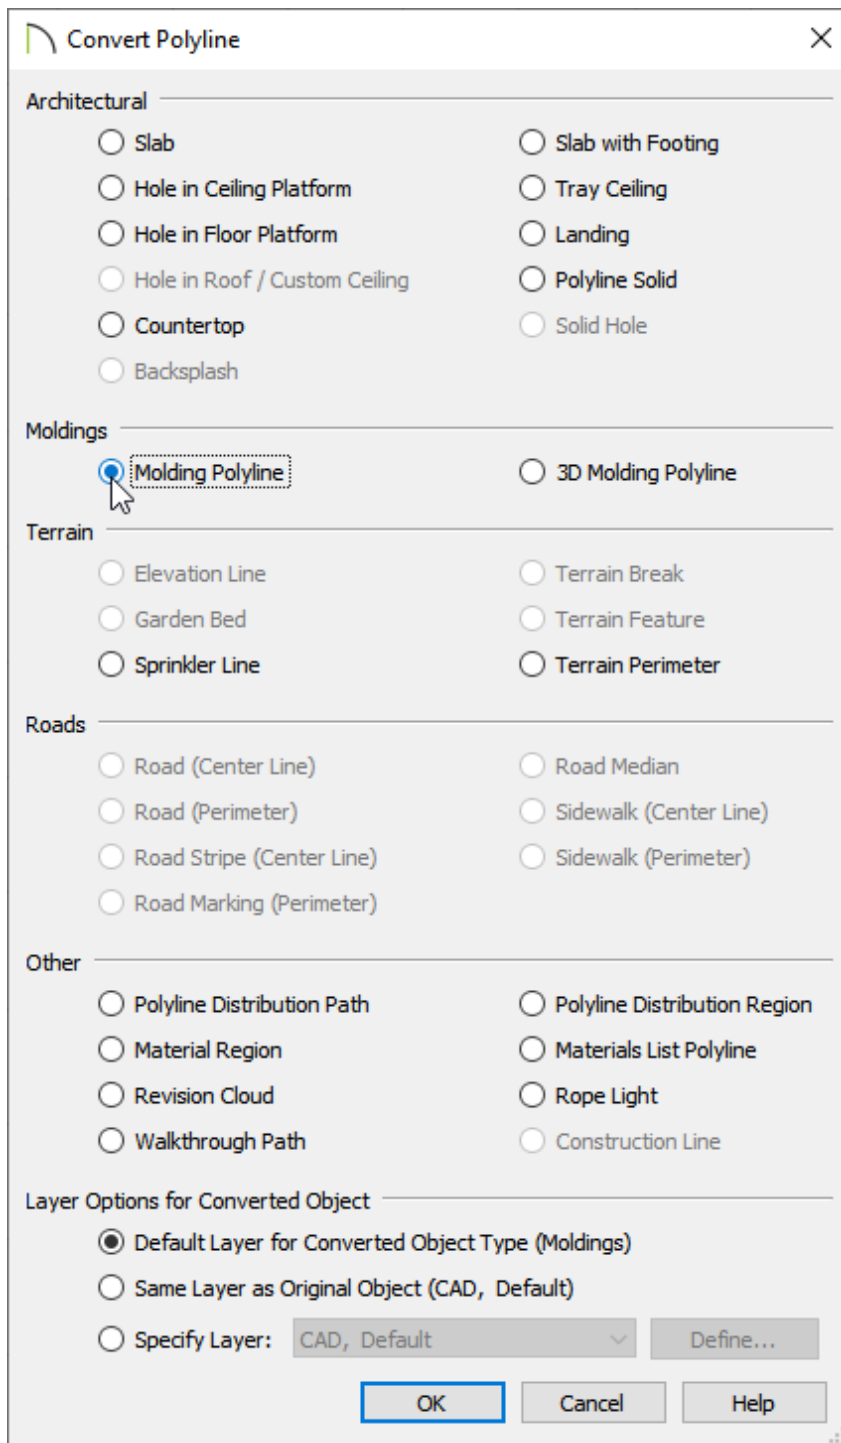 Convert Polyline
Architectural
Slab
Slab with Footing
Hole in Ceiling Platform
Tray Ceiling
Hole in Floor Platform
Landing
Hole in Roof / Custom Ceiling
Polyline Solid
Countertop
Solid Hole
Backsplash
Moldings
Molding Polyline
3D Molding Polyline
Terrain
Elevation Line
Terrain Break
Garden Bed
Terrain Feature
Sprinkler Line
Terrain Perimeter
Roads
Road (Center Line)
Road Median
Road (Perimeter)
Sidewalk (Center Line)
Road Stripe (Center Line)
Sidewalk (Perimeter)
Road Marking (Perimeter)
Other
Polyline Distribution Path
Polyline Distribution Region
Material Region
Materials List Polyline
Revision Cloud
Rope Light
Walkthrough Path
Construction Line
Layer Options for Converted Object
Default Layer for Converted Object Type (Moldings)
Same Layer as Original Object (CAD,  Default)
Specify Layer: CAD,  Default Define...
OK Cancel Help